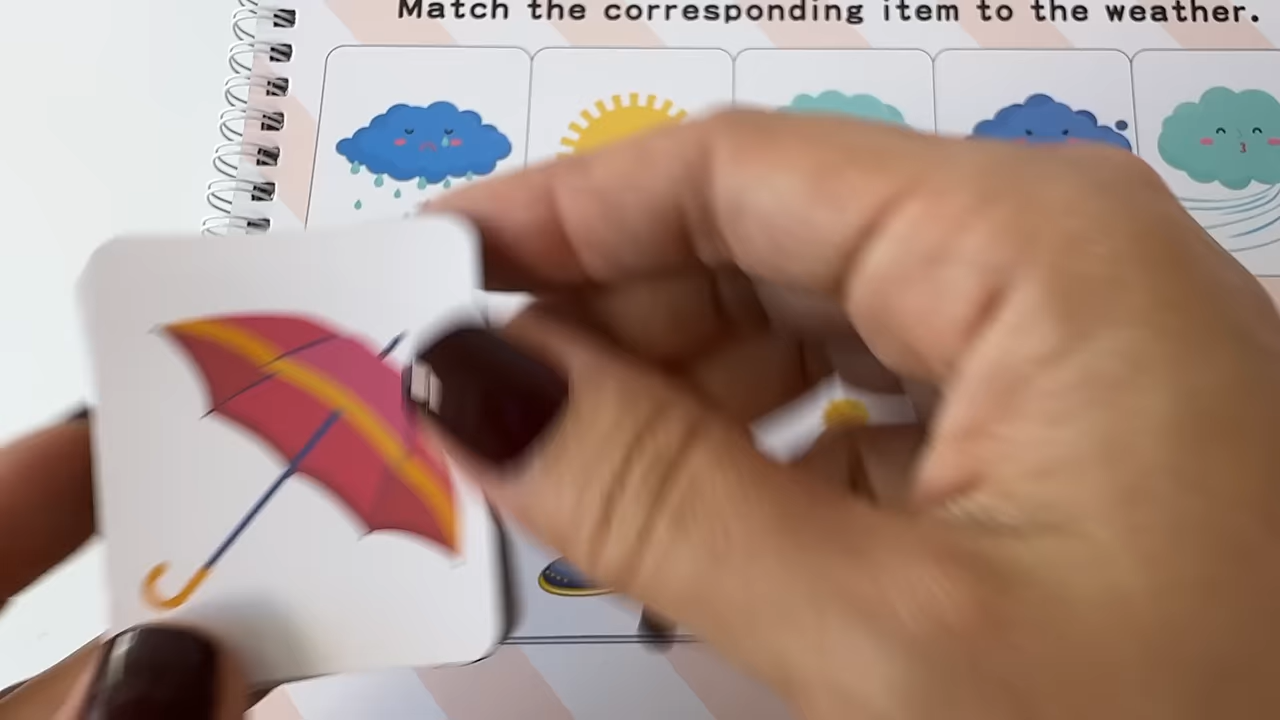 Match the corresponding item to the weather.